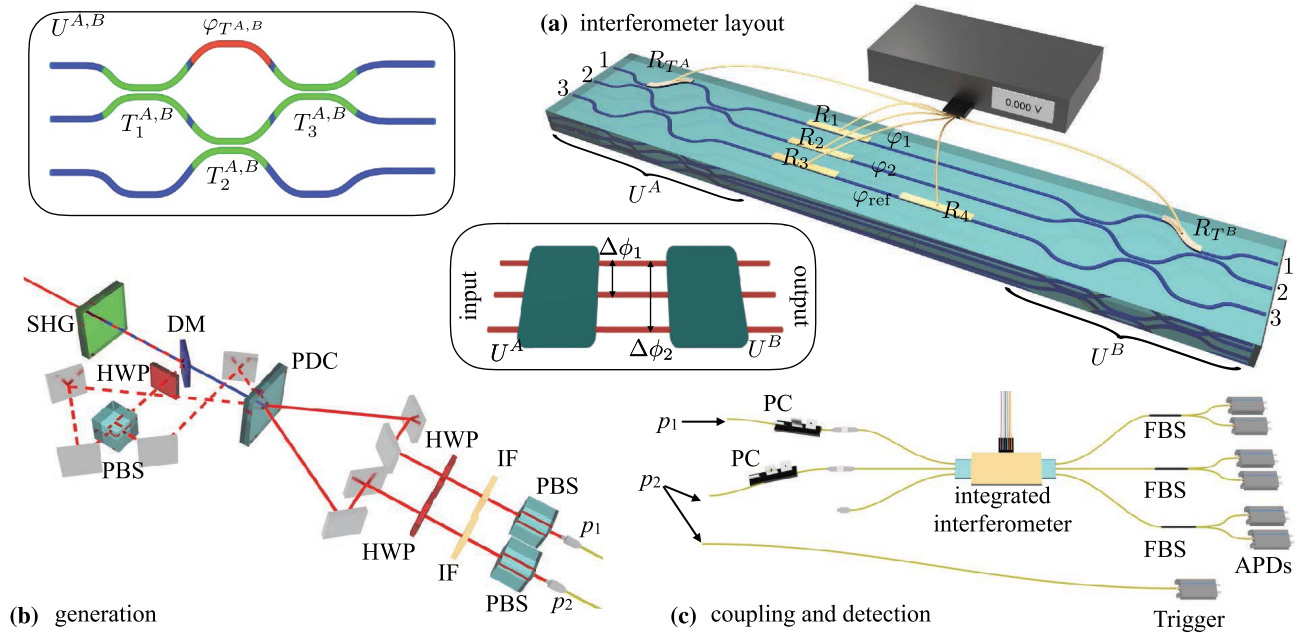 U^{A,B}
φ_{T^{A,B}}
T_1^{A,B}
T_3^{A,B}
T_2^{A,B}
(a) interferometer layout
1
2
3
R_{T^A}
0.000 V
R_1
R_2
R_3
φ_1
φ_2
φ_ref
R_4
R_{T^B}
U^A
U^B
1
2
3
input
Δϕ_1
Δϕ_2
output
U^A
U^B
SHG
DM
HWP
PDC
PBS
HWP
IF
PBS
p_1
HWP
IF
PBS
p_2
(b) generation
p_1
PC
p_2
PC
integrated
interferometer
FBS
FBS
FBS
APDs
Trigger
(c) coupling and detection